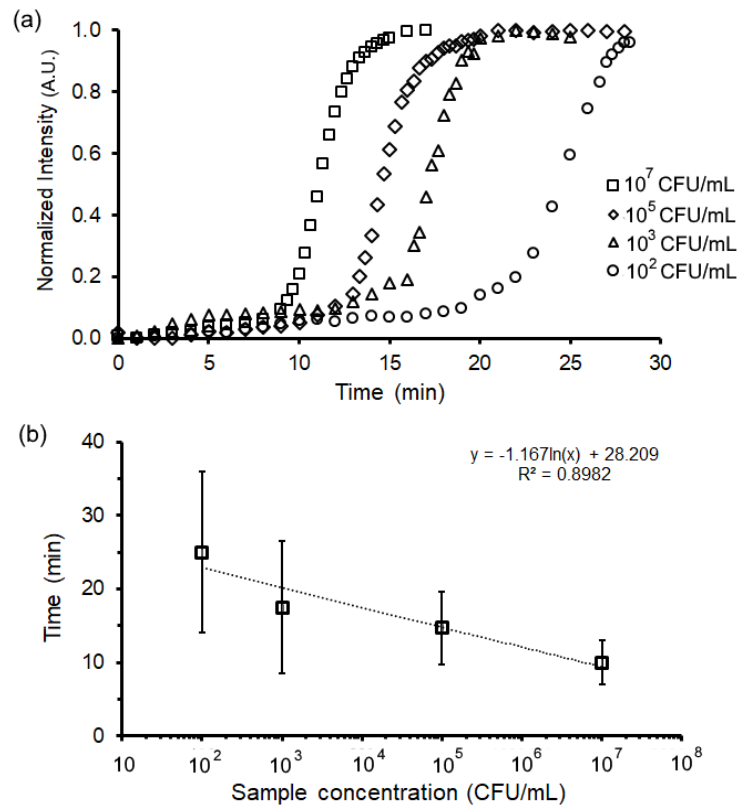 (a)
Normalized Intensity (A.U.)
1.0
0.8
0.6
0.4
0.2
0.0
0 5 10 15 20 25 30
Time (min)
10⁷ CFU/mL
10⁵ CFU/mL
10³ CFU/mL
10² CFU/mL
(b)
y = -1.167ln(x) + 28.209
R² = 0.8982
Time (min)
40
30
20
10
0
10 10² 10³ 10⁴ 10⁵ 10⁶ 10⁷ 10⁸
Sample concentration (CFU/mL)